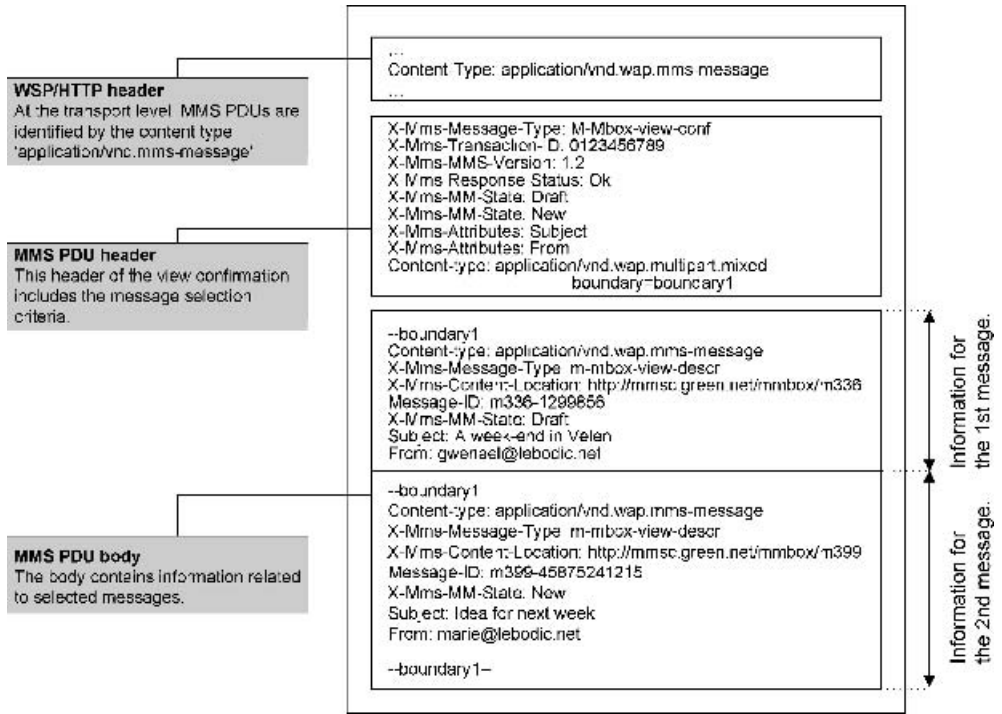 ...
Content Type: application/vnd.wap.mms-message
...
WSP/HTTP header
At the transport level, MMS PDUs are
identified by the content type
'application/vnd.mms-message'
X-Mms-Message-Type: M-Mbox-view-conf
X-Mms-Transaction-ID: 0123456789
X-Mms-MMS-Version: 1.2
X-Mms-Response Status: Ok
X-Mms-MM-State: Draft
X-Mms-MM-State: New
X-Mms-Attributes: Subject
X-Mms-Attributes: From
Content-type: application/vnd.wap.multipart.mixed
boundary=boundary1
MMS PDU header
This header of the view confirmation
includes the message selection
criteria.
--boundary1
Content-type: application/vnd.wap.mms-message
X-Mms-Message-Type: m-mbox-view-descr
X-Mms-Content-Location: http://mmsc.green.net/mmbox/m336
Message-ID: m336-1299856
X-Mms-MM-State: Draft
Subject: A week-end in Velen
From: gwenael@lebodic.net
Information for
the 1st message.
--boundary1
Content-type: application/vnd.wap.mms-message
X-Mms-Message-Type: m-mbox-view-descr
X-Mms-Content-Location: http://mmsc.green.net/mmbox/m399
Message-ID: m399-45875241215
X-Mms-MM-State: New
Subject: Idea for next week
From: marie@lebodic.net
--boundary1--
MMS PDU body
The body contains information related
to selected messages.
Information for
the 2nd message.